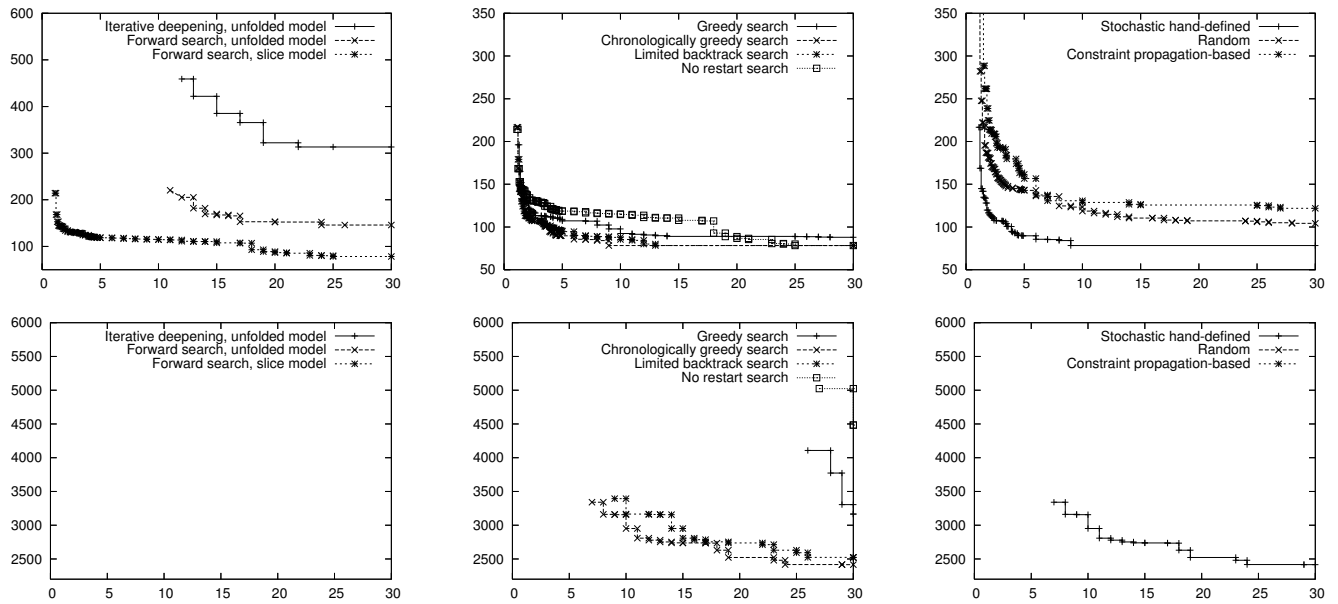 600
500
400
300
200
100
0 5 10 15 20 25 30
Iterative deepening, unfolded model
Forward search, unfolded model
Forward search, slice model
350
300
250
200
150
100
50
0 5 10 15 20 25 30
Greedy search
Chronologically greedy search
Limited backtrack search
No restart search
350
300
250
200
150
100
50
0 5 10 15 20 25 30
Stochastic hand-defined
Random
Constraint propagation-based
6000
5500
5000
4500
4000
3500
3000
2500
0 5 10 15 20 25 30
Iterative deepening, unfolded model
Forward search, unfolded model
Forward search, slice model
6000
5500
5000
4500
4000
3500
3000
2500
0 5 10 15 20 25 30
Greedy search
Chronologically greedy search
Limited backtrack search
No restart search
6000
5500
5000
4500
4000
3500
3000
2500
0 5 10 15 20 25 30
Stochastic hand-defined
Random
Constraint propagation-based